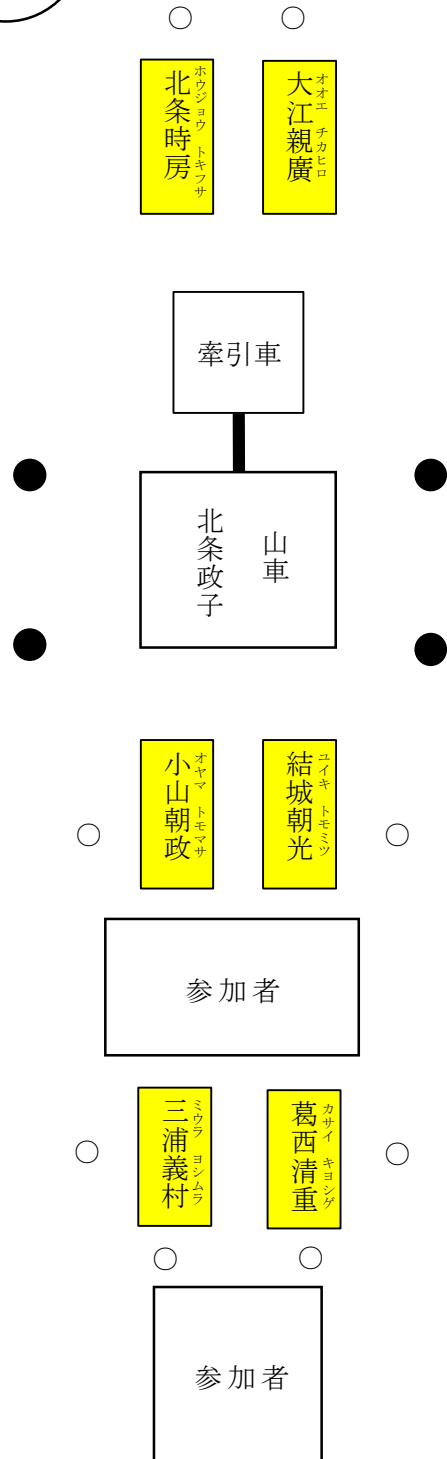 オオエ チカヒロ
大江親廣
ホウジョウ トキフサ
北条時房
牽引車
山車
北条政子
ユイキ トモミツ
結城朝光
オヤマ トモマサ
小山朝政
参加者
カサイ キヨシゲ
葛西清重
ミウラ ヨシムラ
三浦義村
参加者